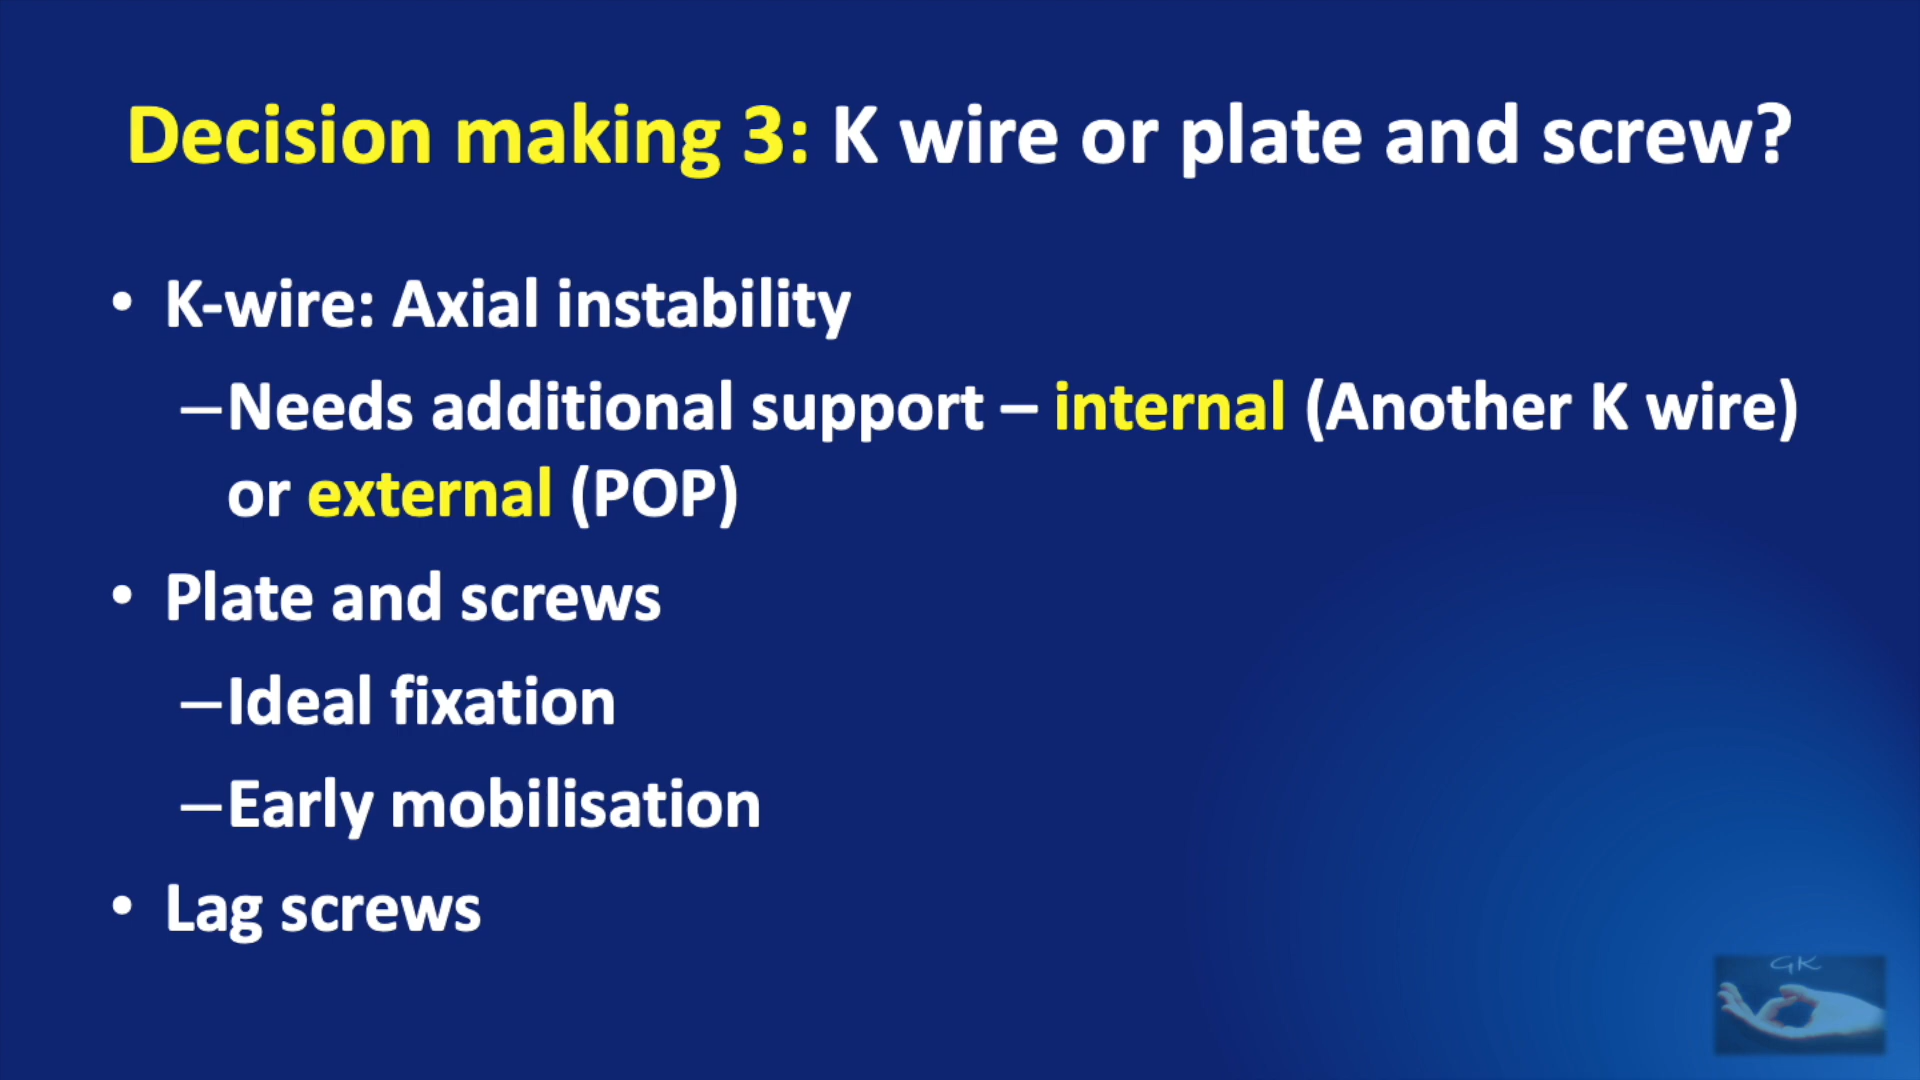 Decision making 3: K wire or plate and screw?
• K-wire: Axial instability
–Needs additional support – internal (Another K wire)
or external (POP)
• Plate and screws
–Ideal fixation
–Early mobilisation
• Lag screws
GK